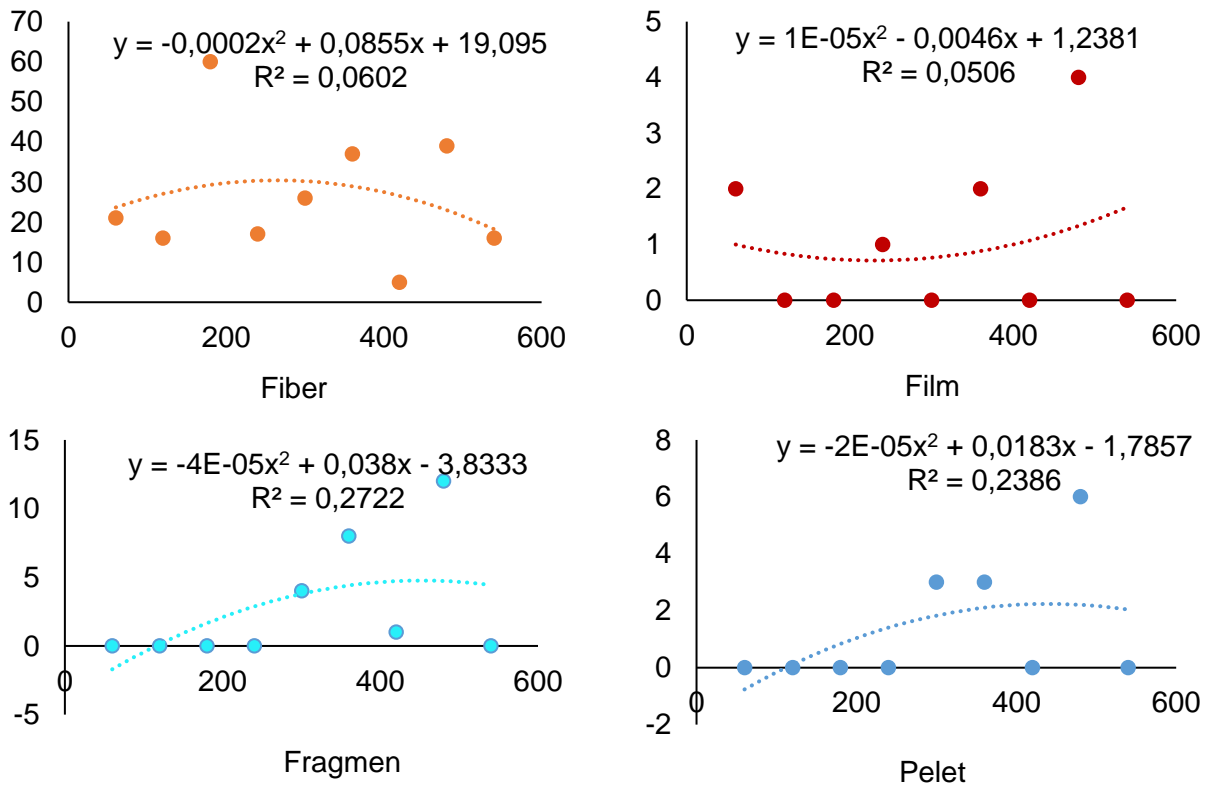 y = -0,0002x² + 0,0855x + 19,095
R² = 0,0602
70
60
50
40
30
20
10
0
0 200 400 600
Fiber
y = 1E-05x² - 0,0046x + 1,2381
R² = 0,0506
5
4
3
2
1
0
0 200 400 600
Film
y = -4E-05x² + 0,038x - 3,8333
R² = 0,2722
15
10
5
0
-5
0 200 400 600
Fragmen
y = -2E-05x² + 0,0183x - 1,7857
R² = 0,2386
8
6
4
2
0
-2
0 200 400 600
Pelet